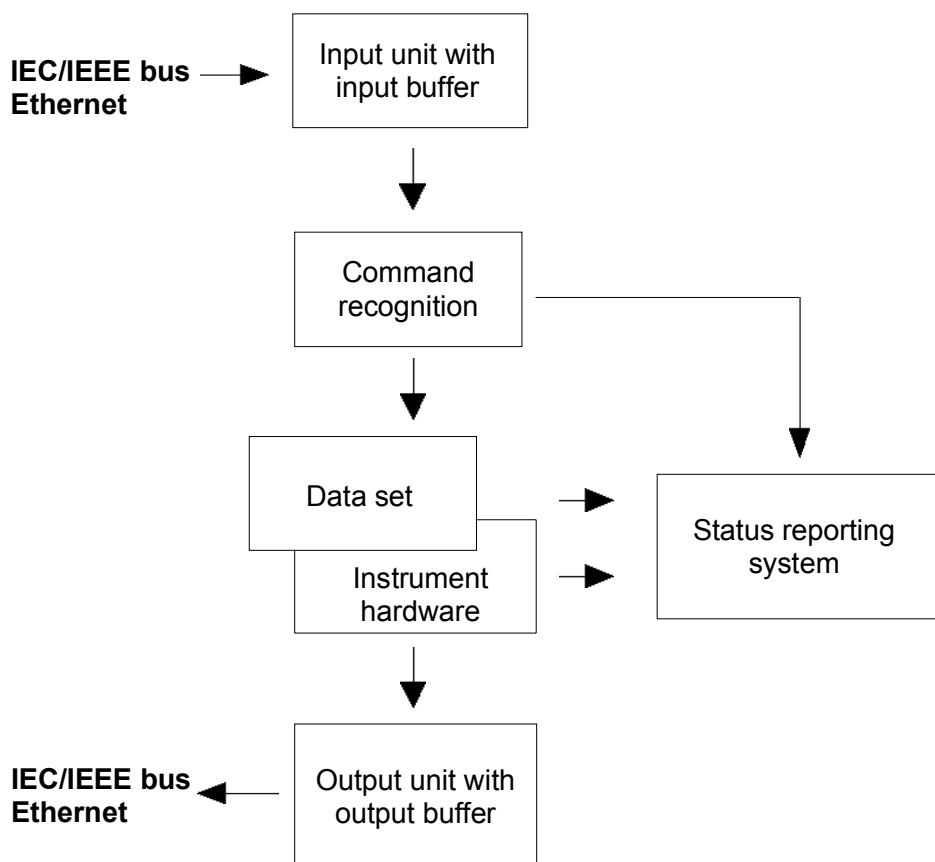 IEC/IEEE bus
Ethernet
Input unit with
input buffer
Command
recognition
Data set
Instrument
hardware
Status reporting
system
IEC/IEEE bus
Ethernet
Output unit with
output buffer